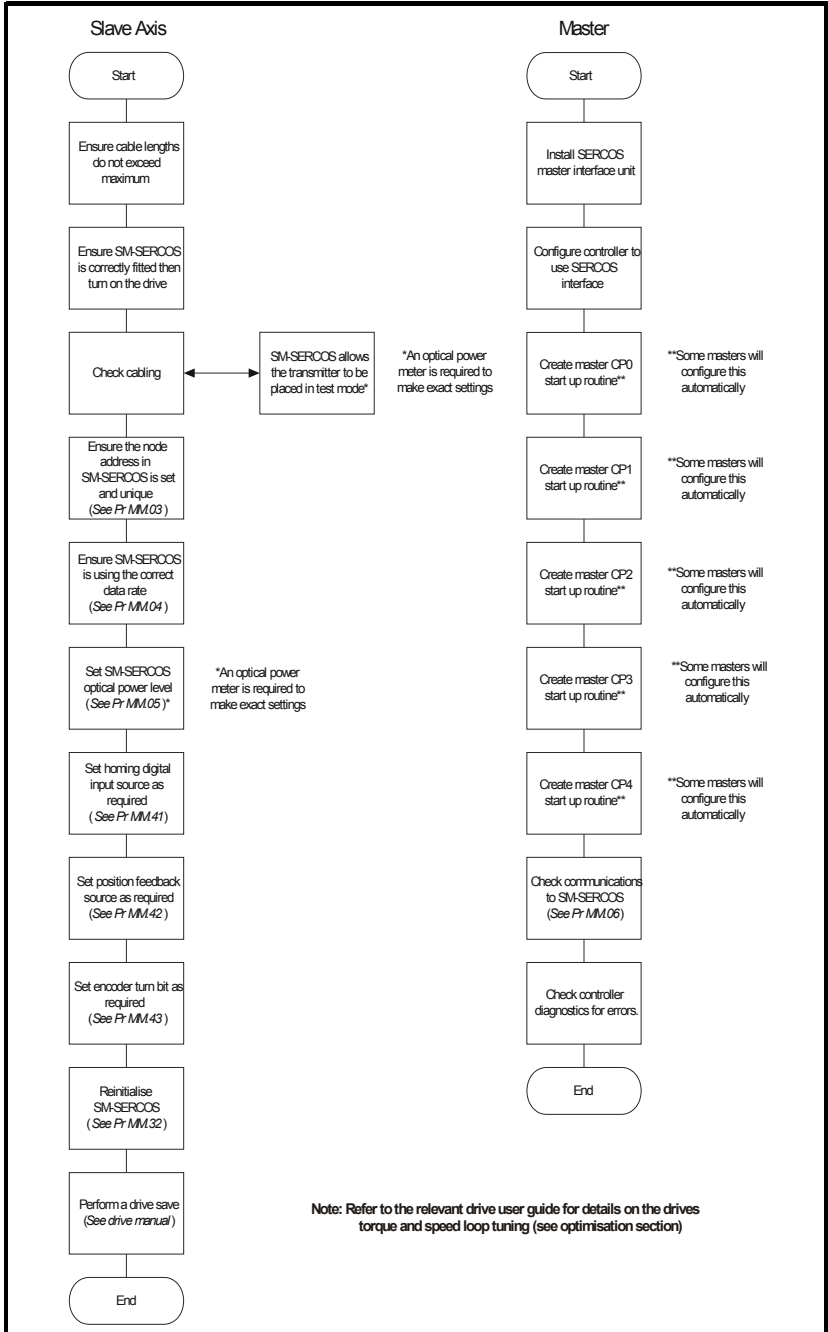 Slave Axis
Start
Ensure cable lengths
do not exceed
maximum
Ensure SM-SERCOS
is correctly fitted then
turn on the drive
Check cabling
SM-SERCOS allows
the transmitter to be
placed in test mode*
*An optical power
meter is required to
make exact settings
Ensure the node
address in
SM-SERCOS is set
and unique
(See Pr MM.03)
Ensure SM-SERCOS
is using the correct
data rate
(See Pr MM.04)
Set SM-SERCOS
optical power level
(See Pr MM.05)*
*An optical power
meter is required to
make exact settings
Set homing digital
input source as
required
(See Pr MM.41)
Set position feedback
source as required
(See Pr MM.42)
Set encoder turn bit as
required
(See Pr MM.43)
Reinitialise
SM-SERCOS
(See Pr MM.32)
Perform a drive save
(See drive manual)
End
Master
Start
Install SERCOS
master interface unit
Configure controller to
use SERCOS
interface
Create master CP0
start up routine**
**Some masters will
configure this
automatically
Create master CP1
start up routine**
**Some masters will
configure this
automatically
Create master CP2
start up routine**
**Some masters will
configure this
automatically
Create master CP3
start up routine**
**Some masters will
configure this
automatically
Create master CP4
start up routine**
**Some masters will
configure this
automatically
Check communications
to SM-SERCOS
(See Pr MM.06)
Check controller
diagnostics for errors.
End
Note: Refer to the relevant drive user guide for details on the drives
torque and speed loop tuning (see optimisation section)